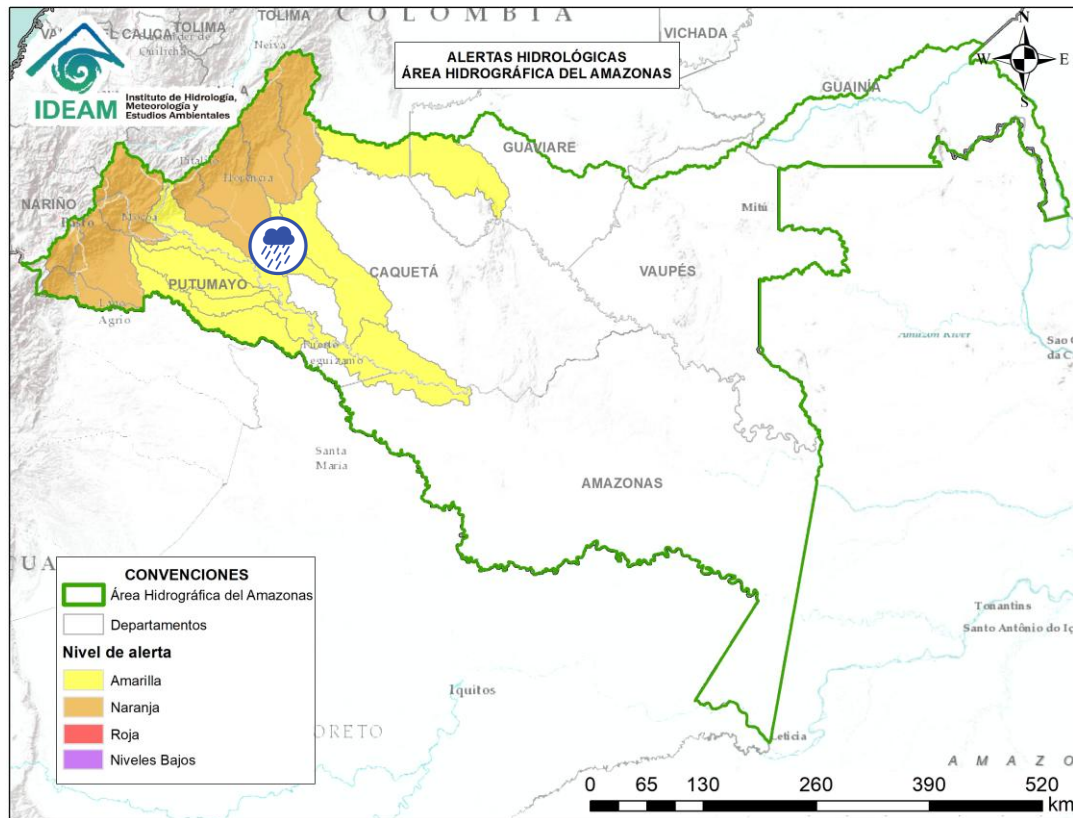 COLOMBIA
TOLIMA
TOLIMA
VICHADA
Neiva
IDEAM
Instituto de Hidrología,
Meteorología y
Estudios Ambientales
ALERTAS HIDROLÓGICAS
ÁREA HIDROGRÁFICA DEL AMAZONAS
N
W
E
S
GUAINÍA
GUAVIARE
Florencia
NARIÑO
Pasto
Mocoa
Mitú
CAQUETÁ
VAUPÉS
PUTUMAYO
Agrio
Amazon River
Puerto
Santa
Maria
AMAZONAS
CONVENCIONES
Área Hidrográfica del Amazonas
Departamentos
Nivel de alerta
Amarilla
Naranja
Roja
Niveles Bajos
Tonantins
Santo Antônio do Iç
Iquitos
ORETO
Leticia
AMAZO
0 65 130 260 390 520
km